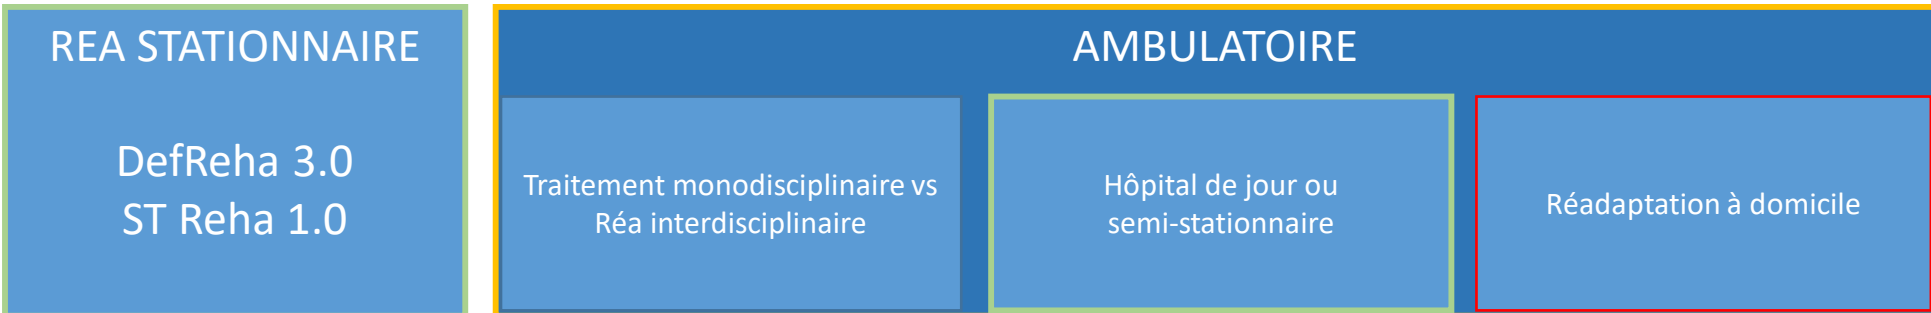 REA STATIONNAIRE
DefReha 3.0
ST Reha 1.0
AMBULATOIRE
Traitement monodisciplinaire vs
Réa interdisciplinaire
Hôpital de jour ou
semi-stationnaire
Réadaptation à domicile